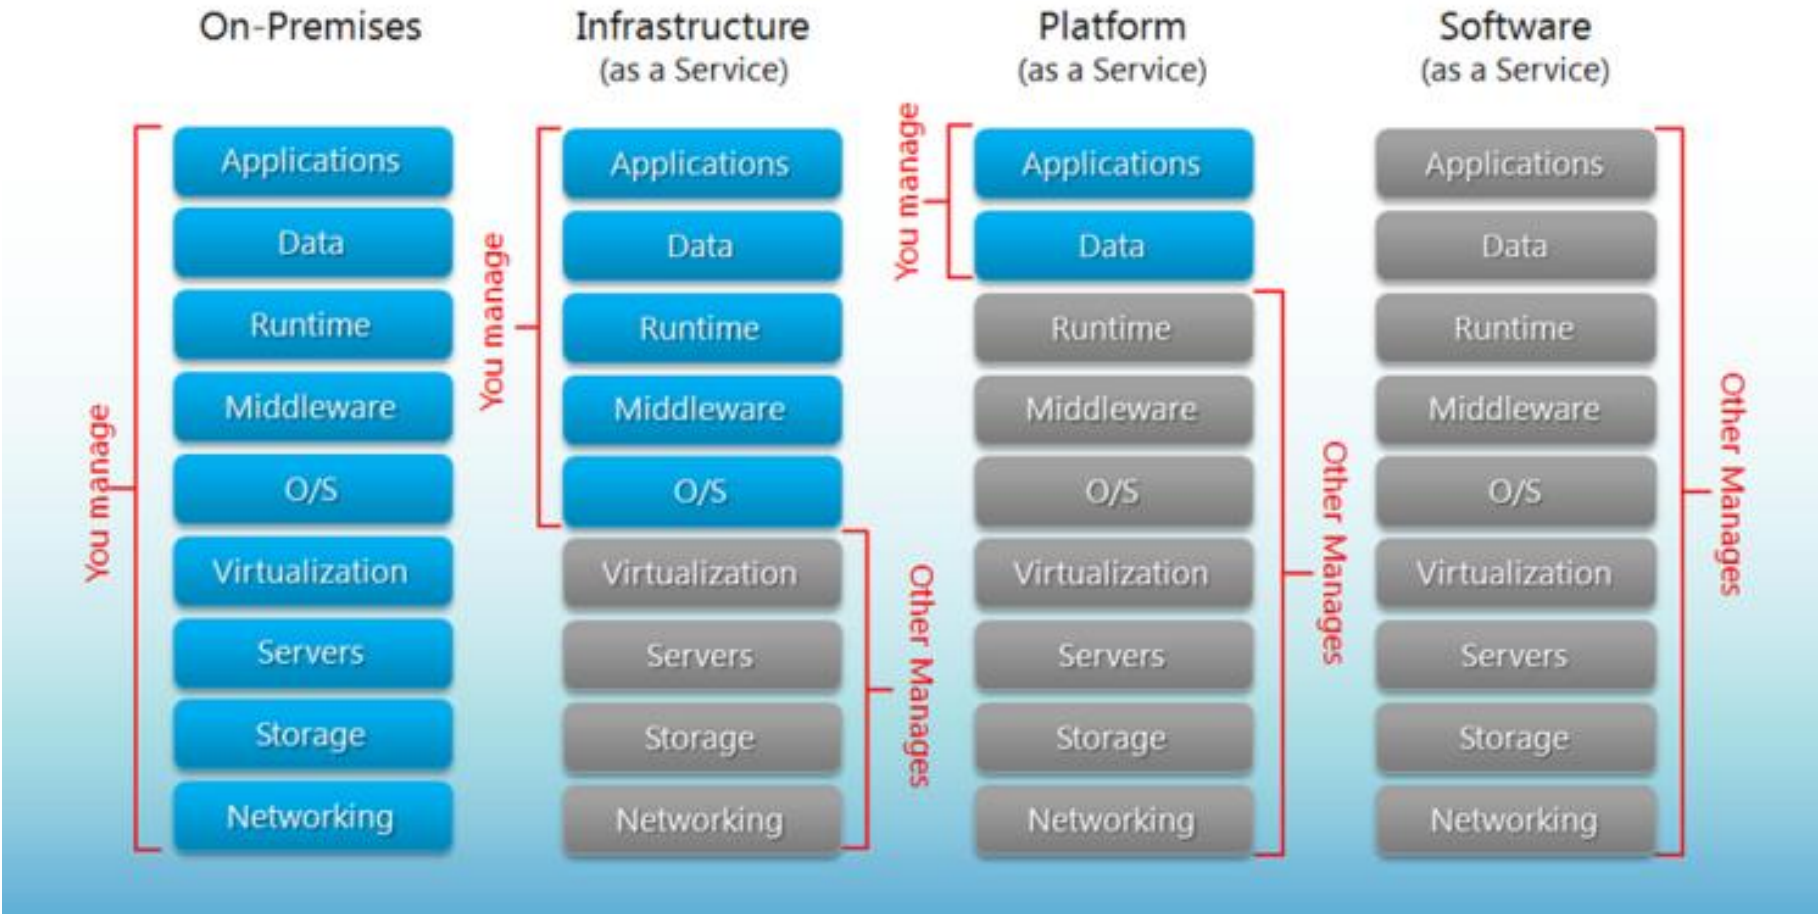 On-Premises
Infrastructure
(as a Service)
Platform
(as a Service)
Software
(as a Service)
You manage
Applications
Data
Runtime
Middleware
O/S
Virtualization
Servers
Storage
Networking
You manage
Applications
Data
Runtime
Middleware
O/S
Virtualization
Servers
Storage
Networking
Other Manages
You manage
Applications
Data
Runtime
Middleware
O/S
Virtualization
Servers
Storage
Networking
Other Manages
Applications
Data
Runtime
Middleware
O/S
Virtualization
Servers
Storage
Networking
Other Manages